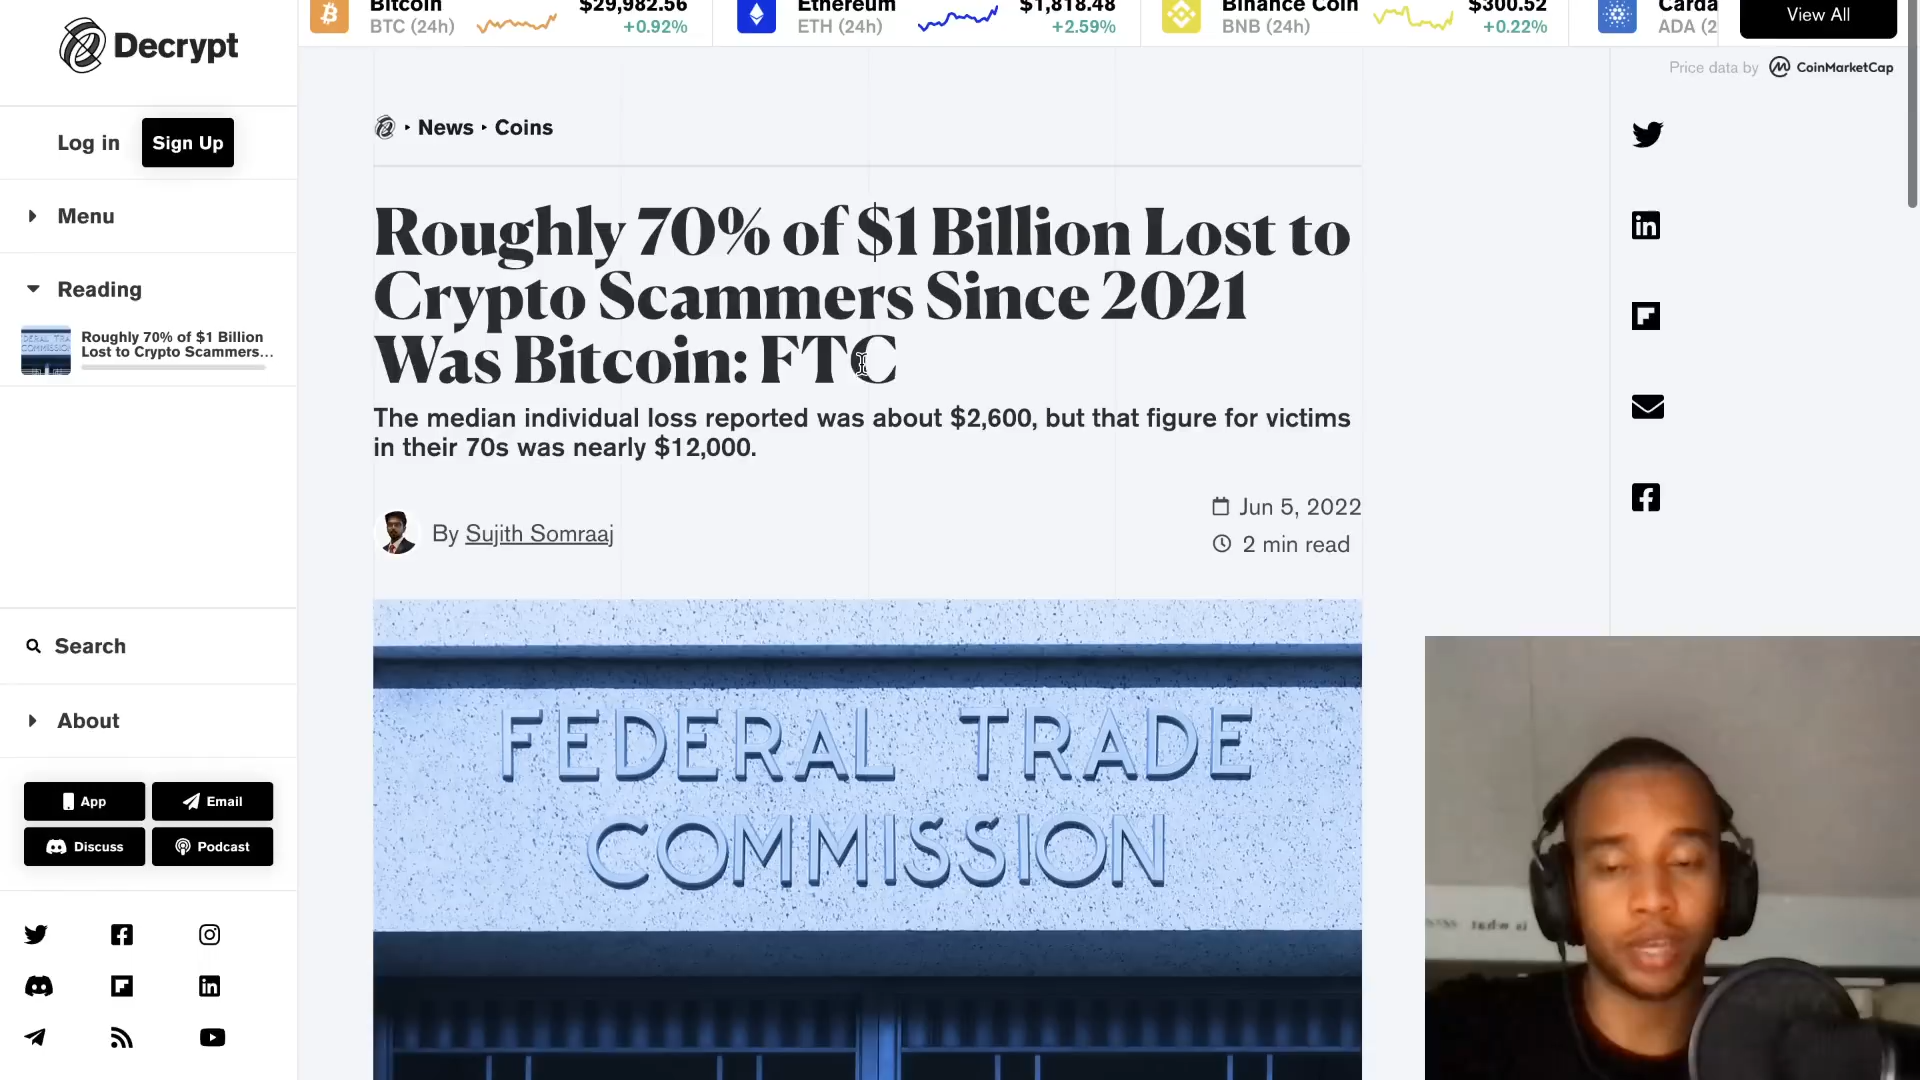 Decrypt
Bitcoin
BTC (24h)
$29,982.56
+0.92%
Ethereum
ETH (24h)
$1,818.48
+2.59%
Binance Coin
BNB (24h)
$300.52
+0.22%
Carda
ADA (2
View All
Price data by CoinMarketCap
Log in
Sign Up
Menu
Reading
Roughly 70% of $1 Billion
Lost to Crypto Scammers...
Search
About
App
Email
Discuss
Podcast
News
Coins
Roughly 70% of $1 Billion Lost to
Crypto Scammers Since 2021
Was Bitcoin: FTC
The median individual loss reported was about $2,600, but that figure for victims
in their 70s was nearly $12,000.
By Sujith Somraaj
Jun 5, 2022
2 min read
FEDERAL TRADE
COMMISSION
is what